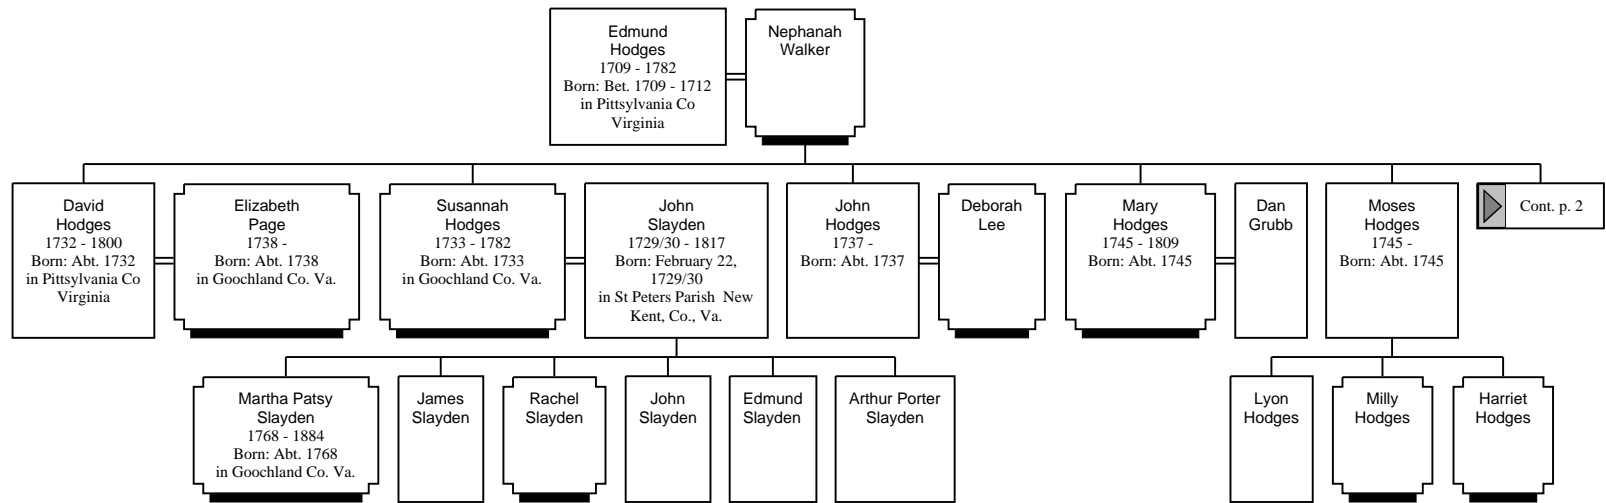 Edmund
Hodges
1709 - 1782
Born: Bet. 1709 - 1712
in Pittsylvania Co
Virginia
Nephanah
Walker
David
Hodges
1732 - 1800
Born: Abt. 1732
in Pittsylvania Co
Virginia
Elizabeth
Page
1738 -
Born: Abt. 1738
in Goochland Co. Va.
Susannah
Hodges
1733 - 1782
Born: Abt. 1733
in Goochland Co. Va.
John
Slayden
1729/30 - 1817
Born: February 22,
1729/30
in St Peters Parish New
Kent, Co., Va.
John
Hodges
1737 -
Born: Abt. 1737
Deborah
Lee
Mary
Hodges
1745 - 1809
Born: Abt. 1745
Dan
Grubb
Moses
Hodges
1745 -
Born: Abt. 1745
Cont. p. 2
Martha Patsy
Slayden
1768 - 1884
Born: Abt. 1768
in Goochland Co. Va.
James
Slayden
Rachel
Slayden
John
Slayden
Edmund
Slayden
Arthur Porter
Slayden
Lyon
Hodges
Milly
Hodges
Harriet
Hodges